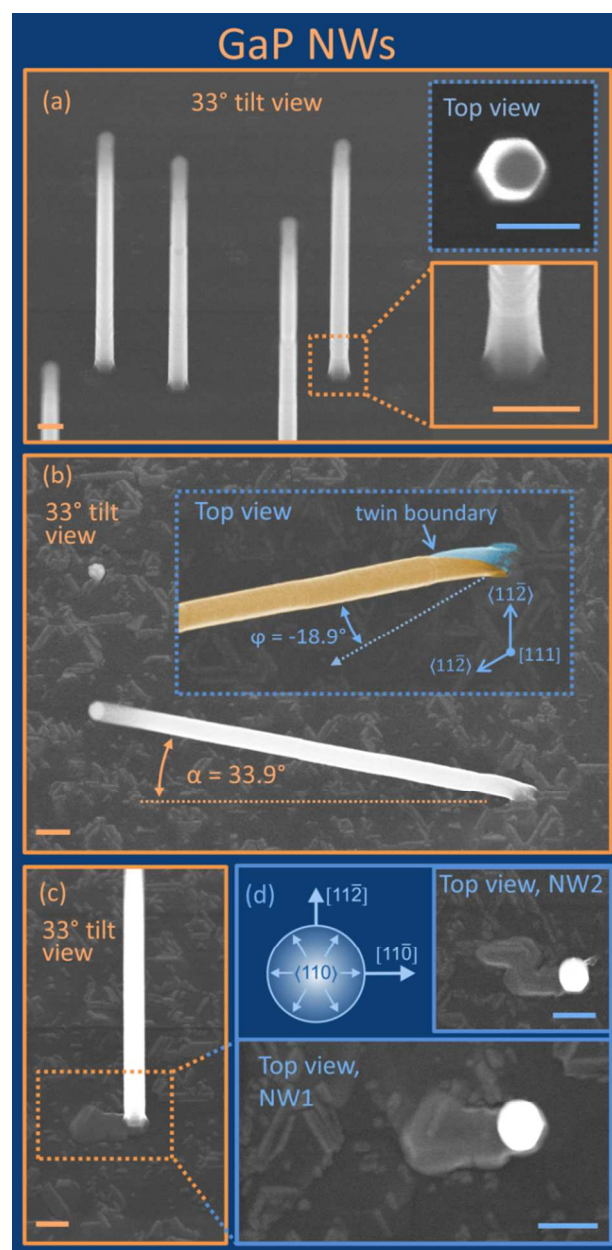 GaP NWs
(a)
33° tilt view
Top view
(b)
33° tilt
view
Top view
twin boundary
φ = -18.9°
⟨112̅⟩
⟨112̅⟩
[111]
α = 33.9°
(c)
33° tilt
view
(d)
[112̅]
⟨110⟩
[11̅0̅]
Top view, NW2
Top view,
NW1